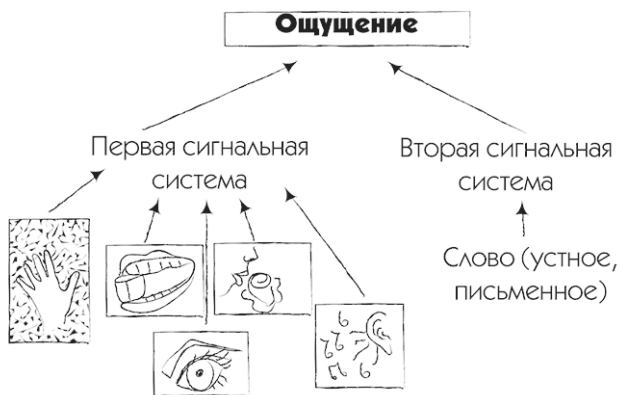 Ощущение
Первая сигнальная
система
Вторая сигнальная
система
Слово (устное,
письменное)